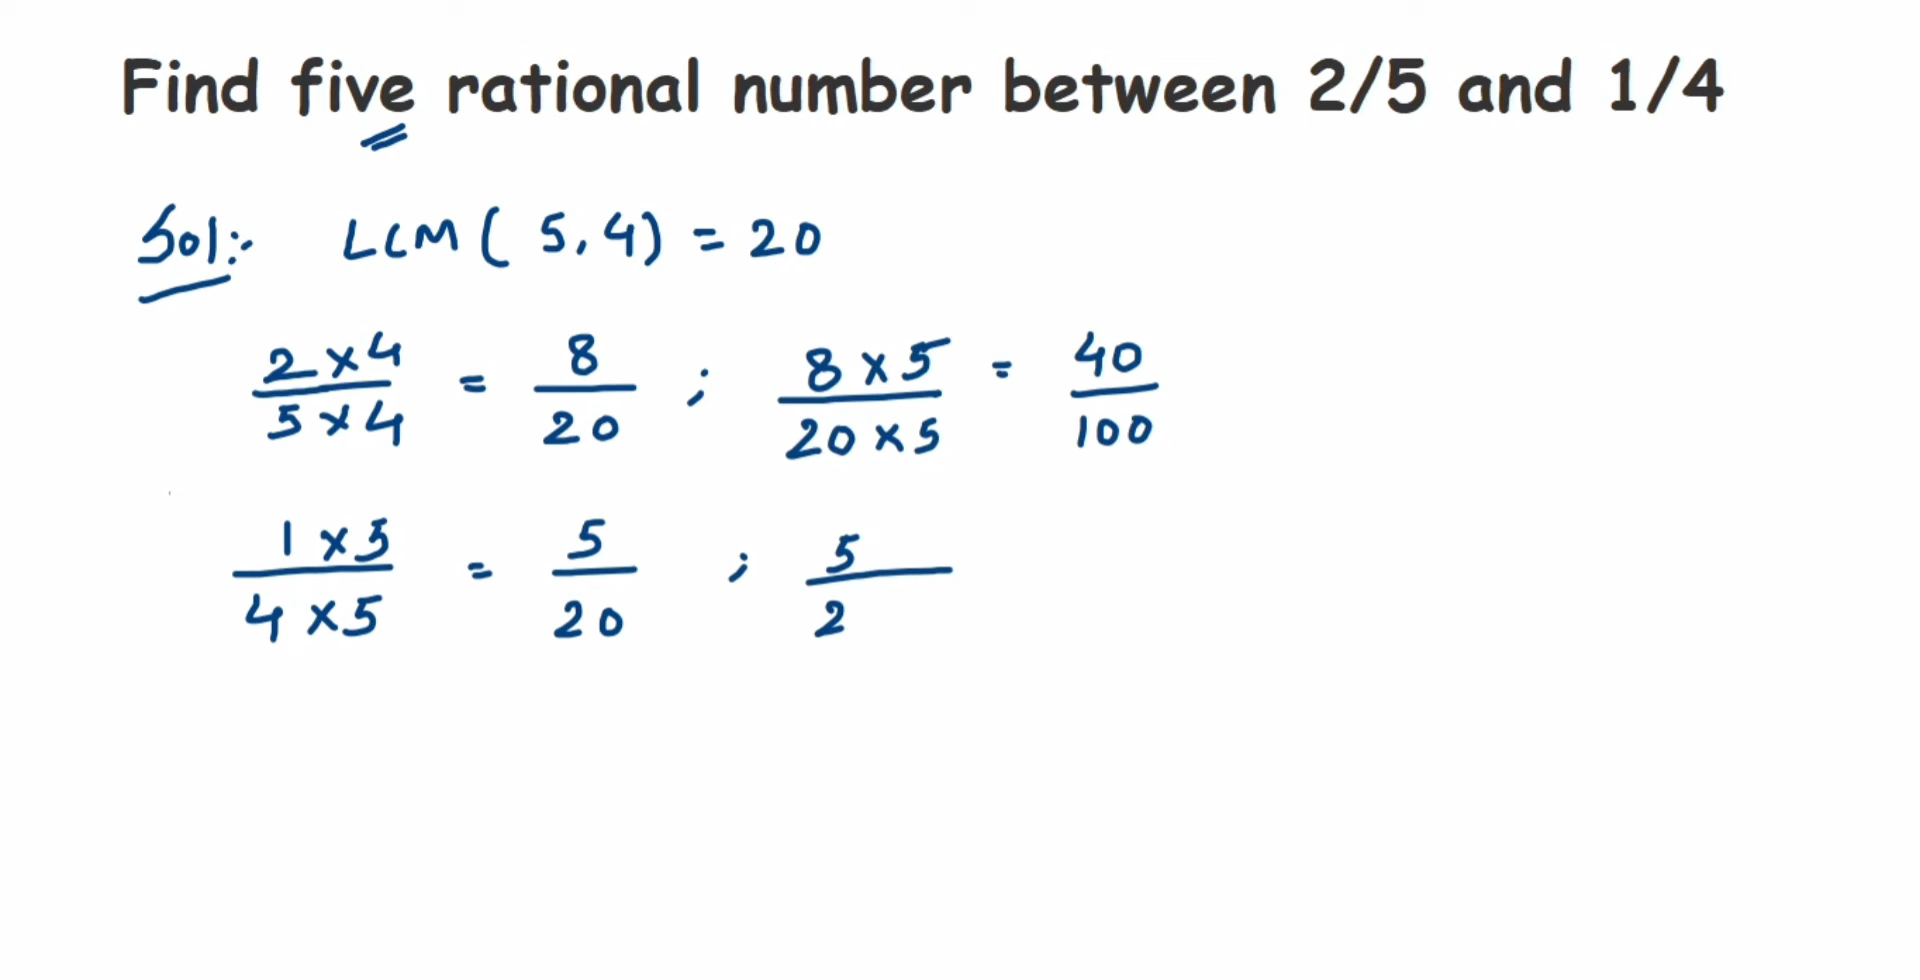 Find five rational number between 2/5 and 1/4
Sol:- LCM ( 5, 4) = 20
2 x 4 / 5 x 4 = 8 / 20 ; 8 x 5 / 20 x 5 = 40 / 100
1 x 5 / 4 x 5 = 5 / 20 ; 5 / 2